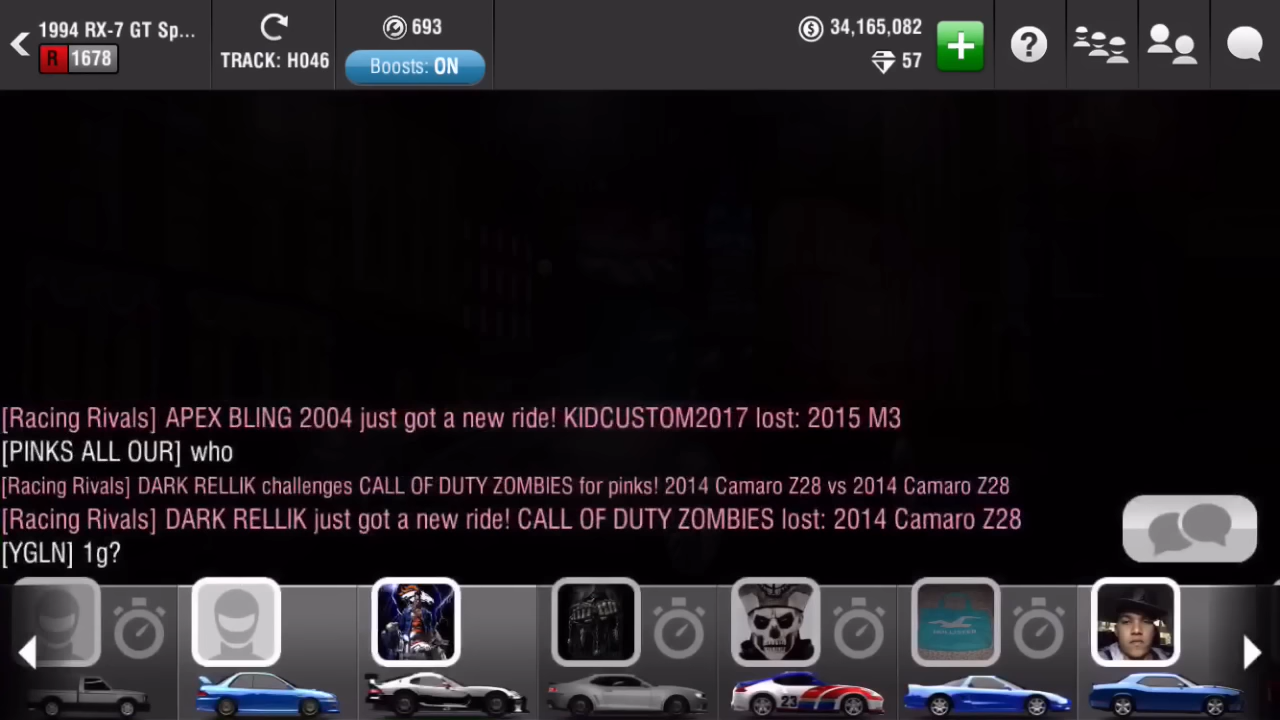 1994 RX-7 GT Sp...
R 1678
TRACK: H046
693
Boosts: ON
34,165,082
57
?
[Racing Rivals] APEX BLING 2004 just got a new ride! KIDCUSTOM2017 lost: 2015 M3
[PINKS ALL OUR] who
[Racing Rivals] DARK RELLIK challenges CALL OF DUTY ZOMBIES for pinks! 2014 Camaro Z28 vs 2014 Camaro Z28
[Racing Rivals] DARK RELLIK just got a new ride! CALL OF DUTY ZOMBIES lost: 2014 Camaro Z28
[YGLN] 1g?
23